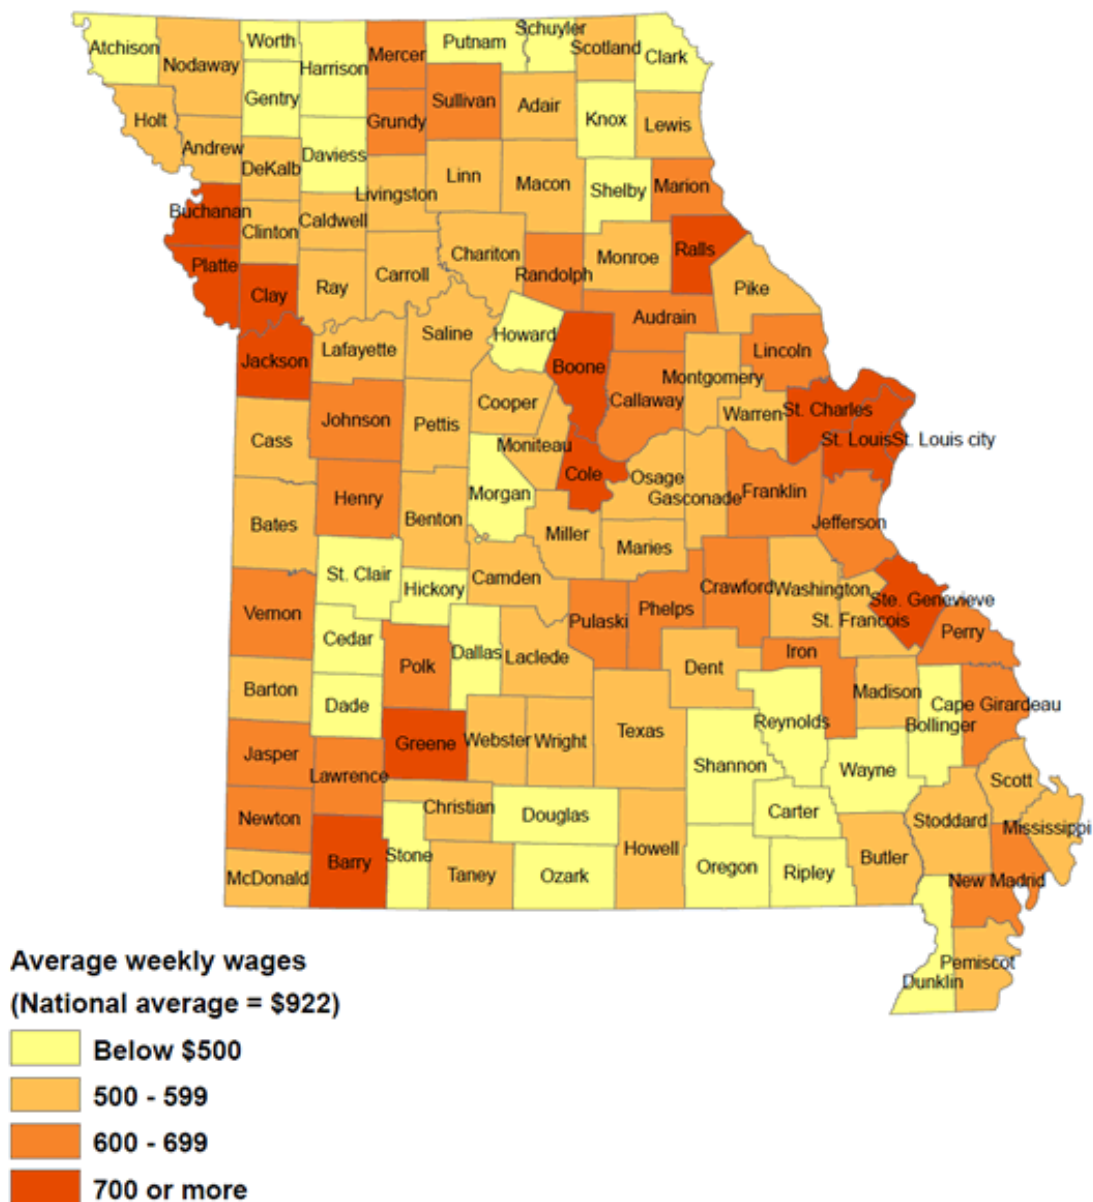 Schuyler
Atchison
Worth
Putnam
Scotland
Nodaway
Harrison
Mercer
Clark
Gentry
Sullivan
Adair
Holt
Grundy
Knox
Lewis
Andrew
Daviess
DeKalb
Linn
Macon
Shelby
Marion
Livingston
Buchanan
Caldwell
Clinton
Chariton
Monroe
Ralls
Platte
Carroll
Randolph
Ray
Pike
Clay
Audrain
Saline
Howard
Lafayette
Lincoln
Jackson
Boone
Montgomery
Callaway
Cooper
St. Charles
Warren
Johnson
Pettis
Cass
Moniteau
St. Louis
St. Louis city
Cole
Osage
Morgan
Gasconade
Franklin
Henry
Benton
Jefferson
Bates
Miller
Maries
St. Clair
Camden
Hickory
Crawford
Washington
Ste. Genevieve
Vernon
Pulaski
Phelps
St. Francois
Perry
Cedar
Dallas
Laclede
Iron
Polk
Dent
Barton
Madison
Dade
Cape Girardeau
Reynolds
Bollinger
Greene
Webster
Wright
Texas
Jasper
Shannon
Wayne
Lawrence
Scott
Christian
Newton
Douglas
Carter
Stoddard
Mississippi
Howell
Barry
Stone
Butler
McDonald
Taney
Ozark
Oregon
Ripley
New Madrid
Pemiscot
Dunklin
Average weekly wages
(National average = $922)
Below $500
500 - 599
600 - 699
700 or more